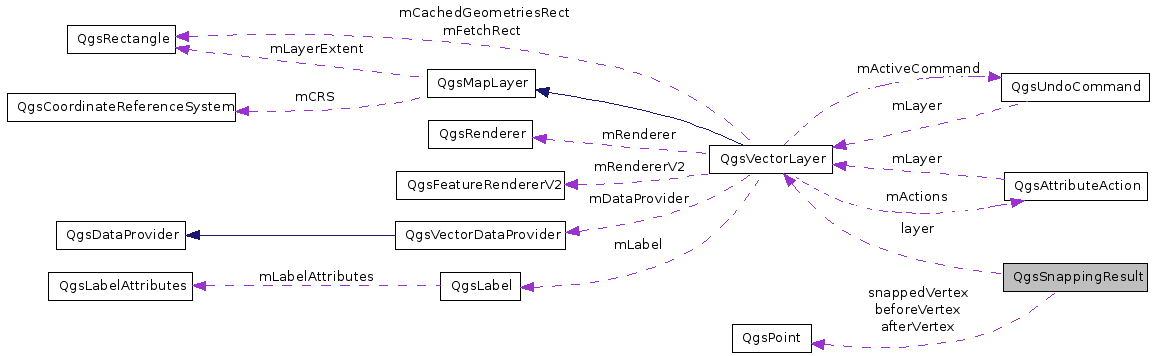 mCachedGeometriesRect
mFetchRect
QgsRectangle
mLayerExtent
mActiveCommand
QgsMapLayer
QgsUndoCommand
mCRS
QgsCoordinateReferenceSystem
mLayer
QgsRenderer
mRenderer
QgsVectorLayer
mLayer
mRendererV2
QgsFeatureRendererV2
QgsAttributeAction
mDataProvider
mActions
layer
QgsDataProvider
QgsVectorDataProvider
mLabel
mLabelAttributes
QgsSnappingResult
QgsLabelAttributes
QgsLabel
snappedVertex
beforeVertex
afterVertex
QgsPoint